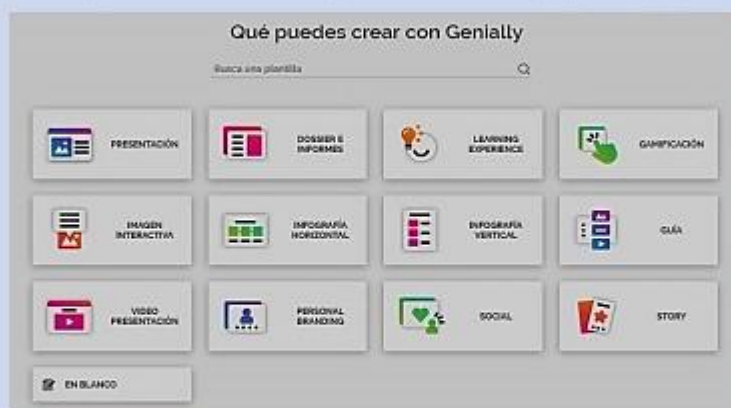 Qué puedes crear con Genially
Busca una plantilla
PRESENTACIÓN
DOSSIER E
INFORMES
LEARNING
EXPERIENCE
GAMIFICACIÓN
IMAGEN
INTERACTIVA
INFOGRAFÍA
HORIZONTAL
INFOGRAFÍA
VERTICAL
GUÍA
VIDEO
PRESENTACIÓN
PERSONAL
BRANDING
SOCIAL
STORY
EN BLANCO